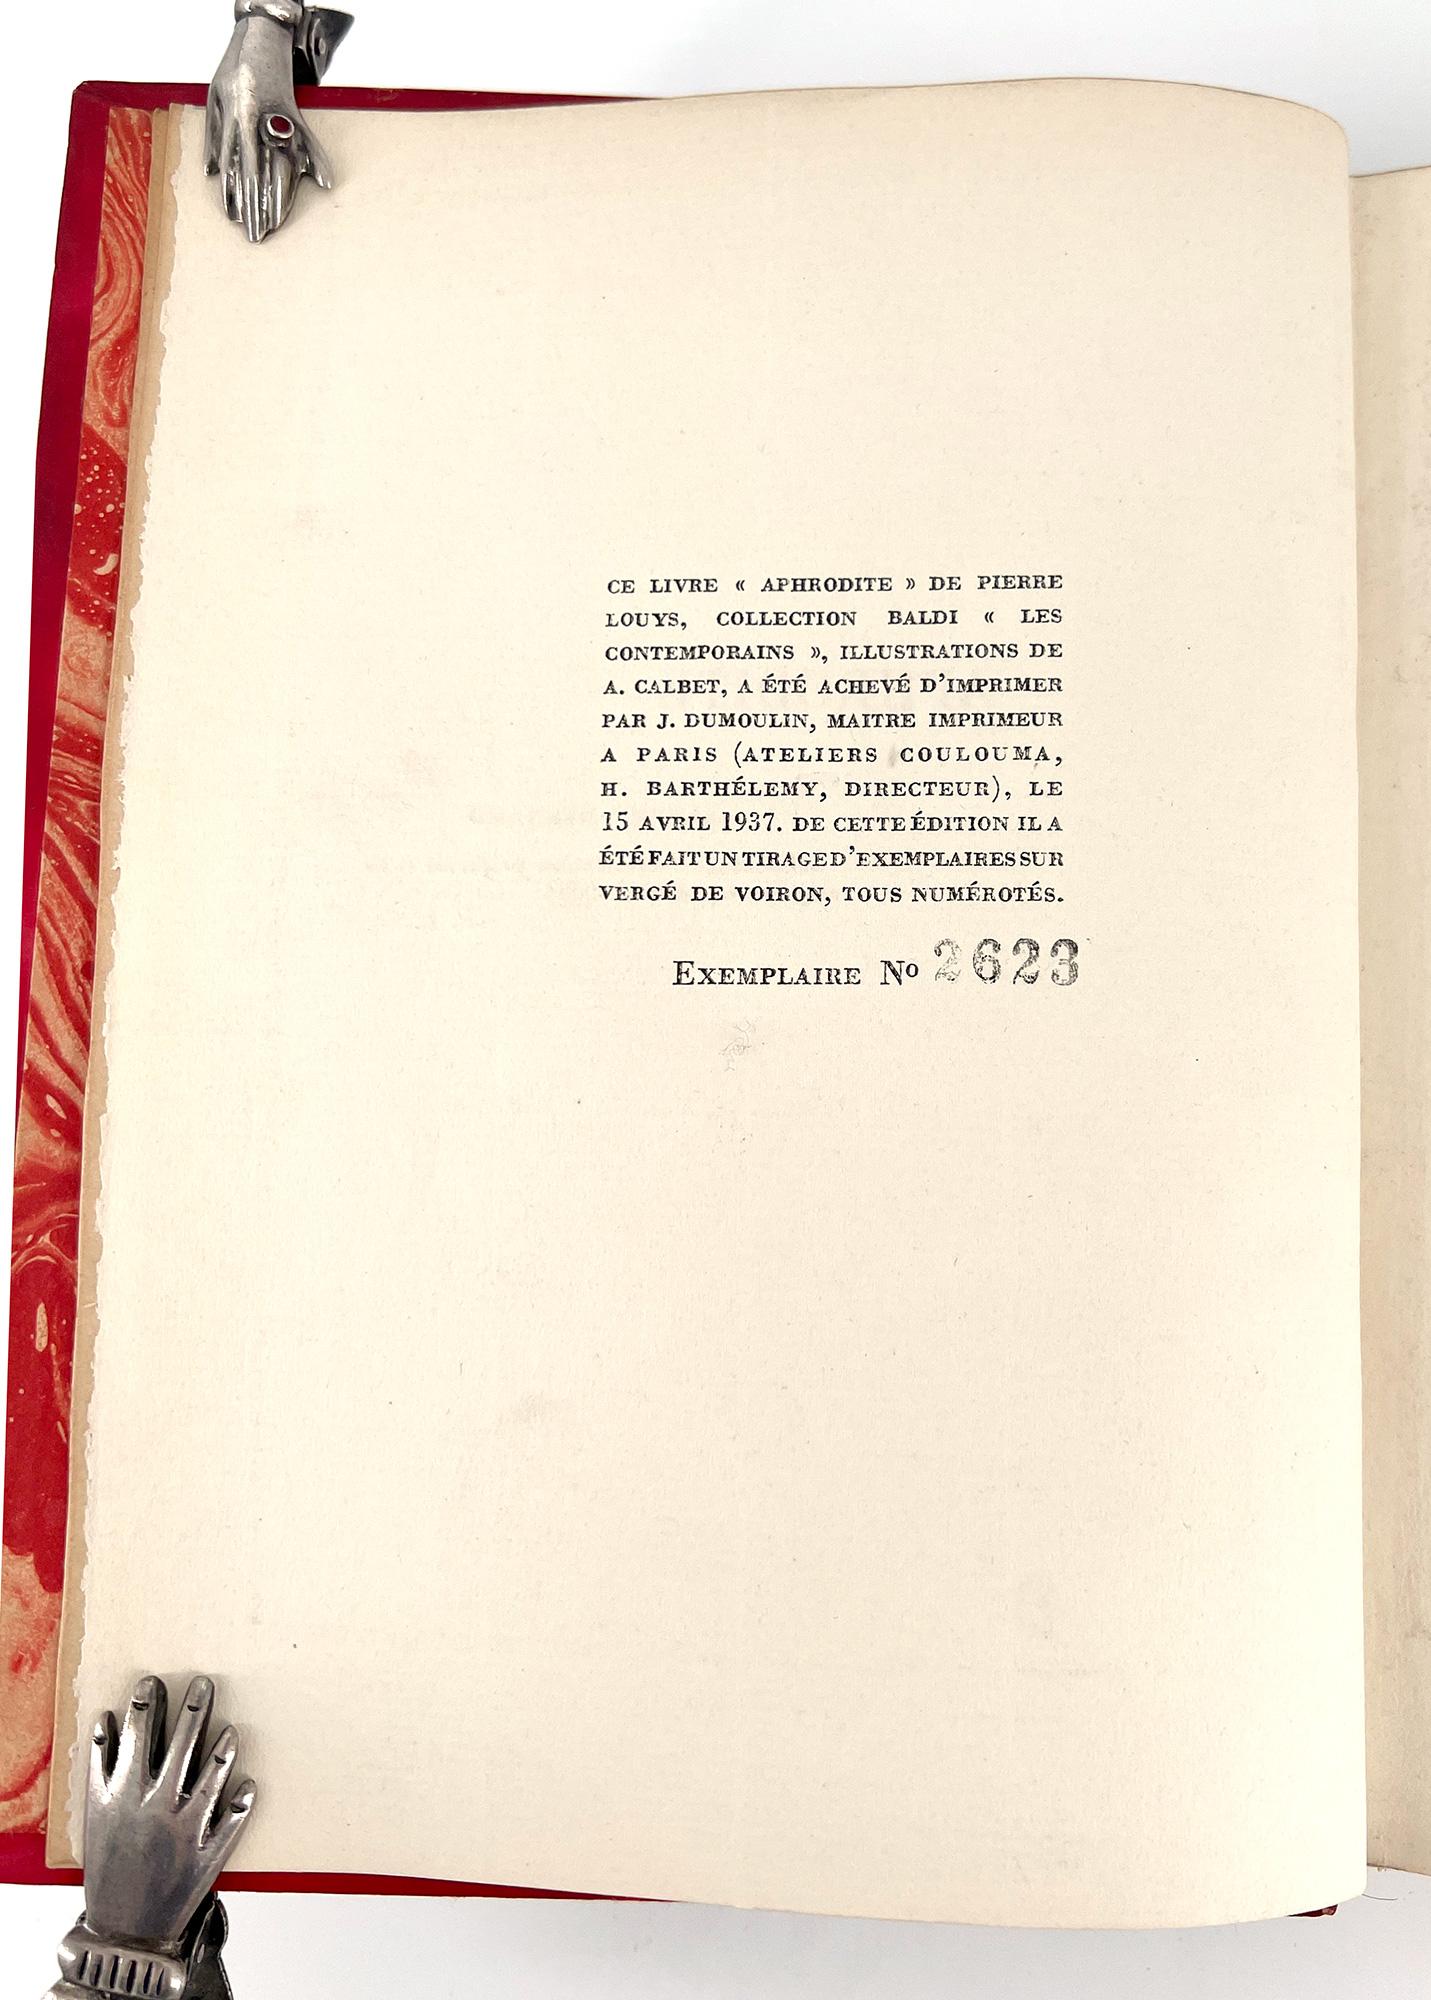 CE LIVRE « APHRODITE » DE PIERRE
LOUYS, COLLECTION BALDI « LES
CONTEMPORAINS », ILLUSTRATIONS DE
A. CALBET, A ÉTÉ ACHEVÉ D'IMPRIMER
PAR J. DUMOULIN, MAITRE IMPRIMEUR
A PARIS (ATELIERS COULOUMA,
H. BARTHÉLEMY, DIRECTEUR), LE
15 AVRIL 1937. DE CETTE ÉDITION IL A
ÉTÉ FAIT UN TIRAGE D'EXEMPLAIRES SUR
VERGÉ DE VOIRON, TOUS NUMÉROTÉS.
EXEMPLAIRE No 2623